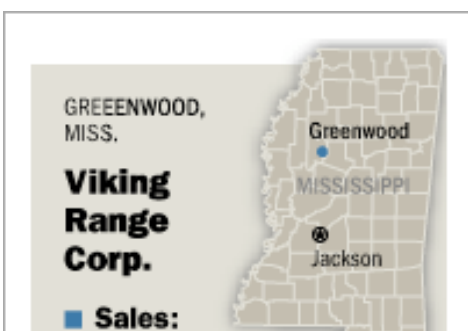 GREEENWOOD,
MISS.
Viking
Range
Corp.
Sales:
Greenwood
MISSISSIPPI
Jackson